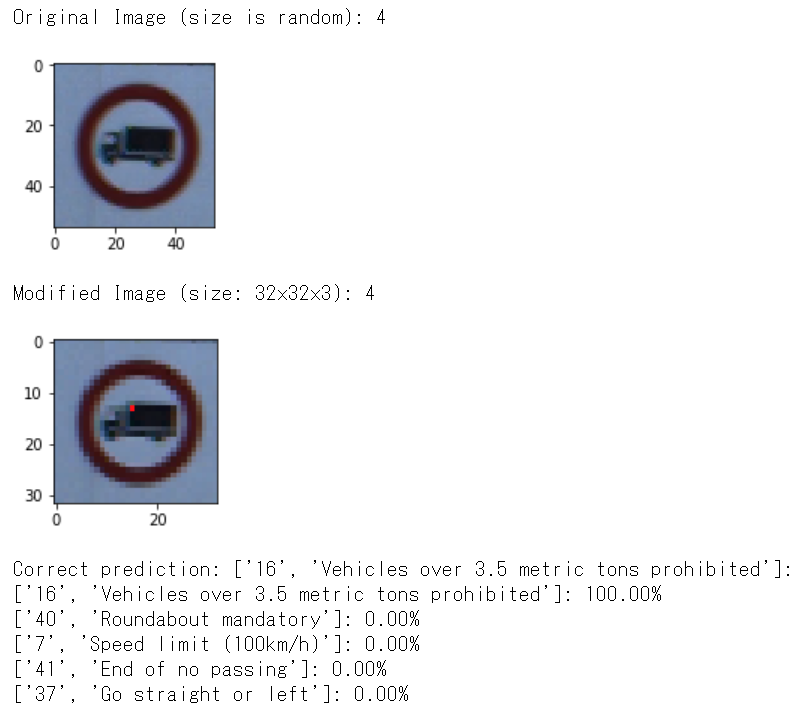 Original Image (size is random): 4
0
20
40
0 20 40
Modified Image (size: 32x32x3): 4
0
10
20
30
0 20
Correct prediction: ['16', 'Vehicles over 3.5 metric tons prohibited']:
['16', 'Vehicles over 3.5 metric tons prohibited']: 100.00%
['40', 'Roundabout mandatory']: 0.00%
['7', 'Speed limit (100km/h)']: 0.00%
['41', 'End of no passing']: 0.00%
['37', 'Go straight or left']: 0.00%